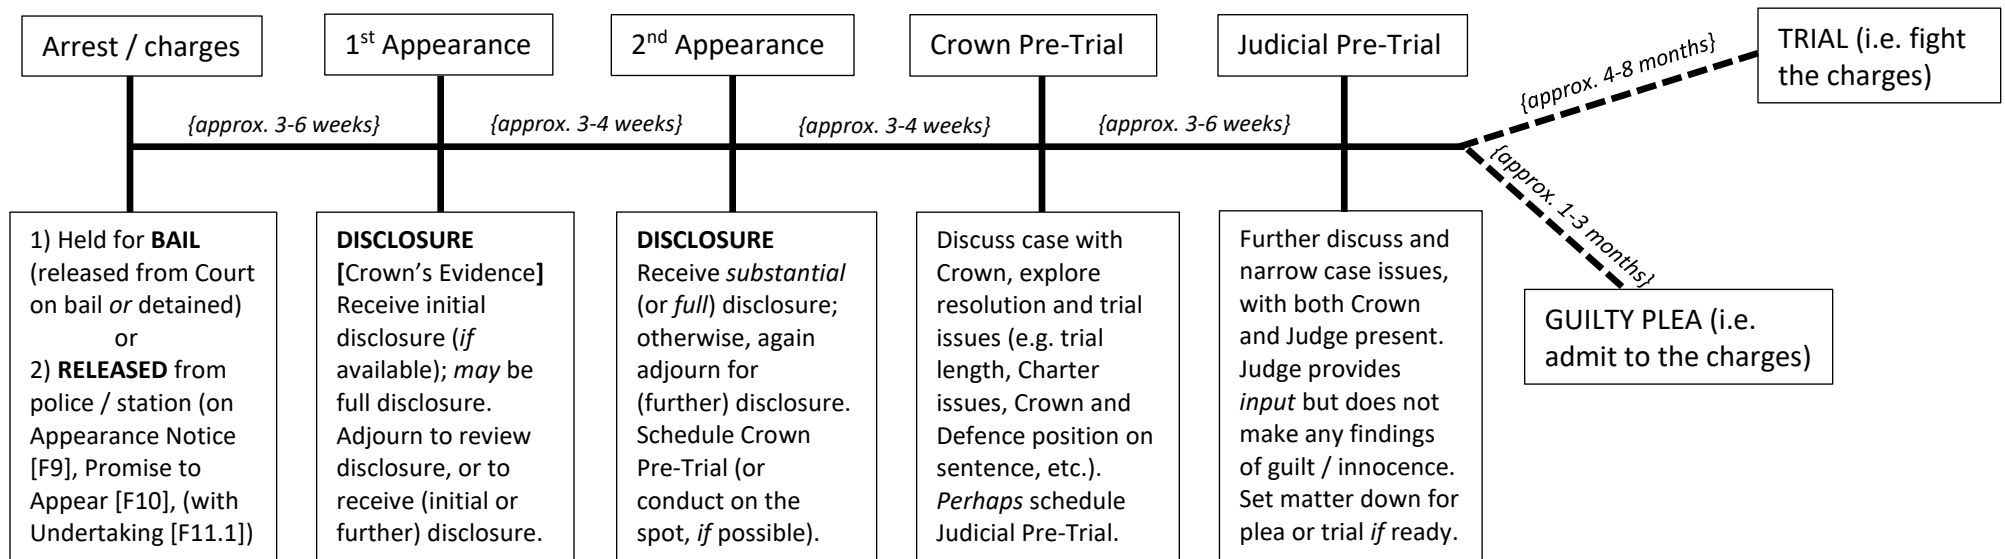 Arrest / charges
1st Appearance
2nd Appearance
Crown Pre-Trial
Judicial Pre-Trial
TRIAL (i.e. fight
the charges)
{approx. 3-6 weeks}
{approx. 3-4 weeks}
{approx. 3-4 weeks}
{approx. 3-6 weeks}
{approx. 4-8 months}
{approx. 1-3 months}
GUILTY PLEA (i.e.
admit to the charges)
1) Held for BAIL
(released from Court
on bail or detained)
or
2) RELEASED from
police / station (on
Appearance Notice
[F9], Promise to
Appear [F10], (with
Undertaking [F11.1])
DISCLOSURE
[Crown’s Evidence]
Receive initial
disclosure (if
available); may be
full disclosure.
Adjourn to review
disclosure, or to
receive (initial or
further) disclosure.
DISCLOSURE
Receive substantial
(or full) disclosure;
otherwise, again
adjourn for
(further) disclosure.
Schedule Crown
Pre-Trial (or
conduct on the
spot, if possible).
Discuss case with
Crown, explore
resolution and trial
issues (e.g. trial
length, Charter
issues, Crown and
Defence position on
sentence, etc.).
Perhaps schedule
Judicial Pre-Trial.
Further discuss and
narrow case issues,
with both Crown
and Judge present.
Judge provides
input but does not
make any findings
of guilt / innocence.
Set matter down for
plea or trial if ready.